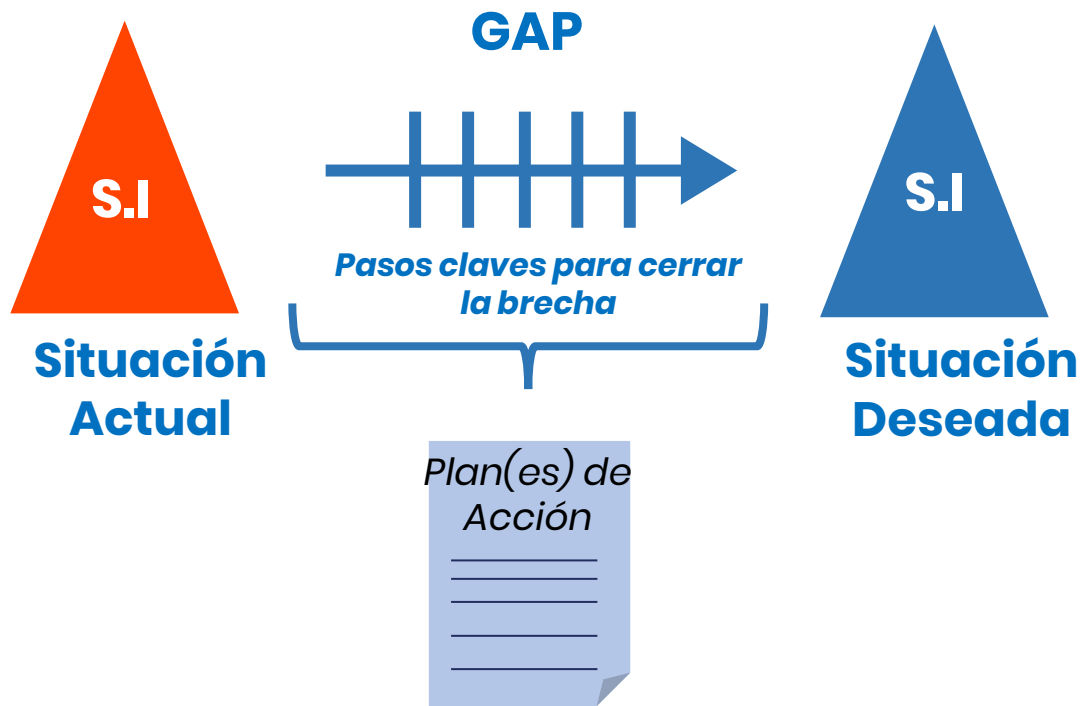 GAP
S.I
S.I
Pasos claves para cerrar
la brecha
Situación
Actual
Situación
Deseada
Plan(es) de
Acción